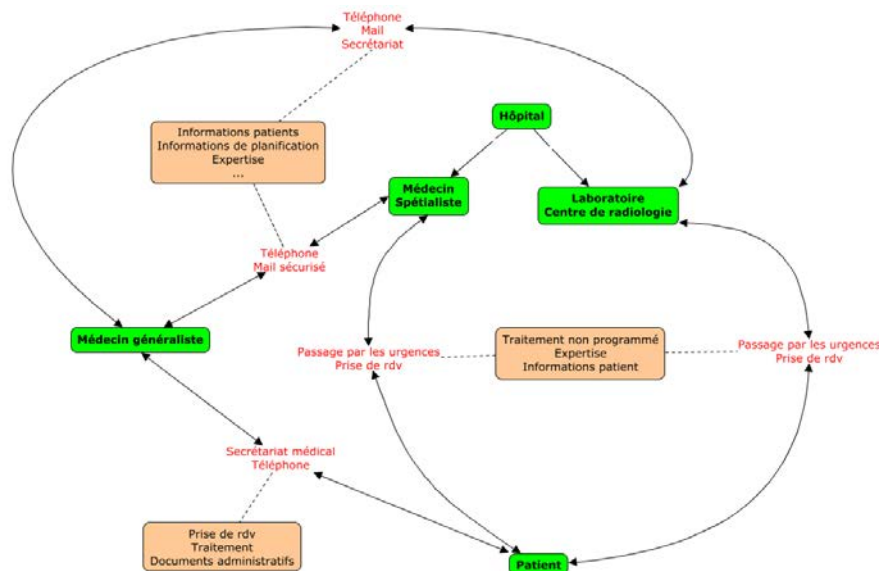 Téléphone
Mail
Secrétariat
Hôpital
Informations patients
Informations de planification
Expertise
...
Médecin
Spétialiste
Laboratoire
Centre de radiologie
Téléphone
Mail sécurisé
Médecin généraliste
Passage par les urgences
Prise de rdv
Traitement non programmé
Expertise
Informations patient
Passage par les urgences
Prise de rdv
Secrétariat médical
Téléphone
Prise de rdv
Traitement
Documents administratifs
Patient